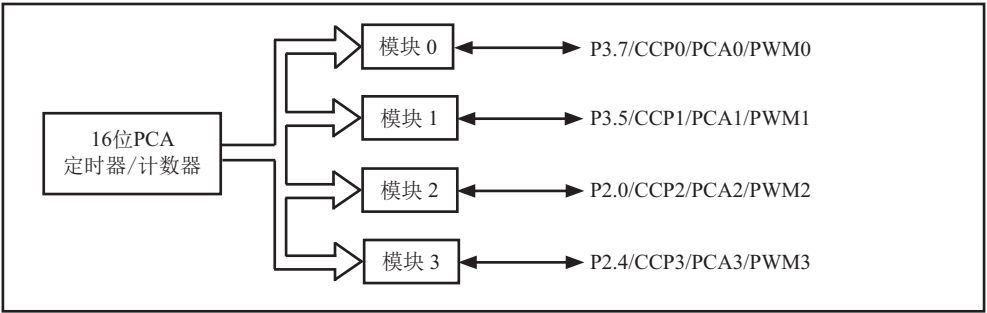 模块 0
P3.7/CCP0/PCA0/PWM0
模块 1
P3.5/CCP1/PCA1/PWM1
16位PCA
定时器/计数器
模块 2
P2.0/CCP2/PCA2/PWM2
模块 3
P2.4/CCP3/PCA3/PWM3